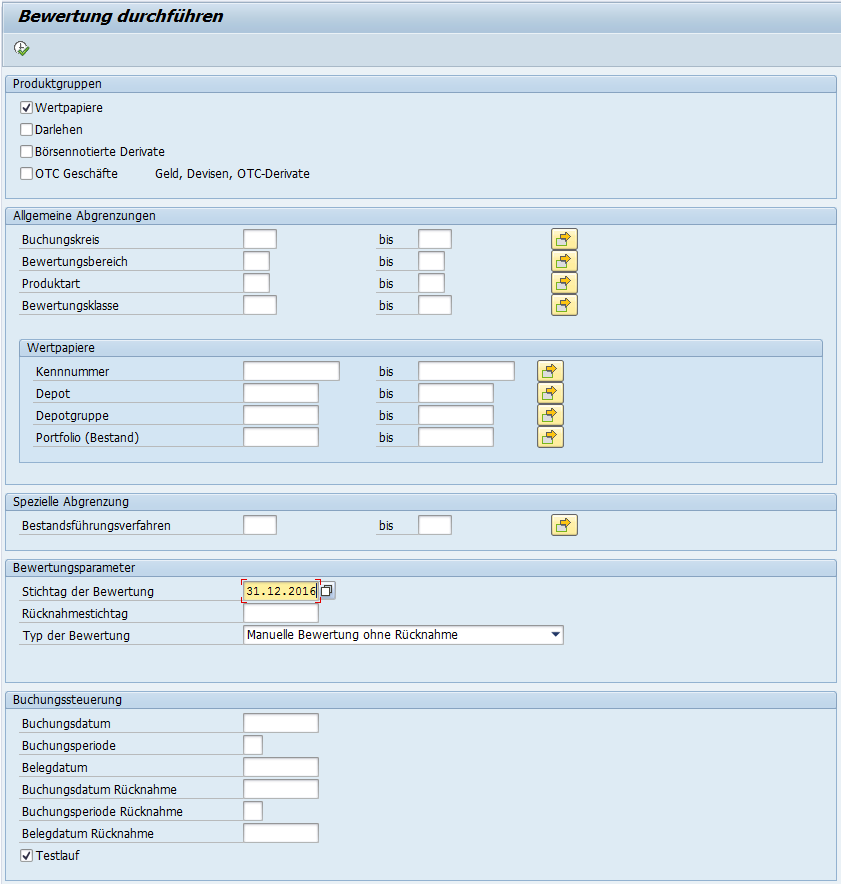 Bewertung durchführen
Produktgruppen
Wertpapiere
Darlehen
Börsennotierte Derivate
OTC Geschäfte Geld, Devisen, OTC-Derivate
Allgemeine Abgrenzungen
Buchungskreis bis
Bewertungsbereich bis
Produktart bis
Bewertungsklasse bis
Wertpapiere
Kennnummer bis
Depot bis
Depotgruppe bis
Portfolio (Bestand) bis
Spezielle Abgrenzung
Bestandsführungsverfahren bis
Bewertungsparameter
Stichtag der Bewertung 31.12.2016
Rücknahmestichtag
Typ der Bewertung Manuelle Bewertung ohne Rücknahme
Buchungssteuerung
Buchungsdatum
Buchungsperiode
Belegdatum
Buchungsdatum Rücknahme
Buchungsperiode Rücknahme
Belegdatum Rücknahme
Testlauf